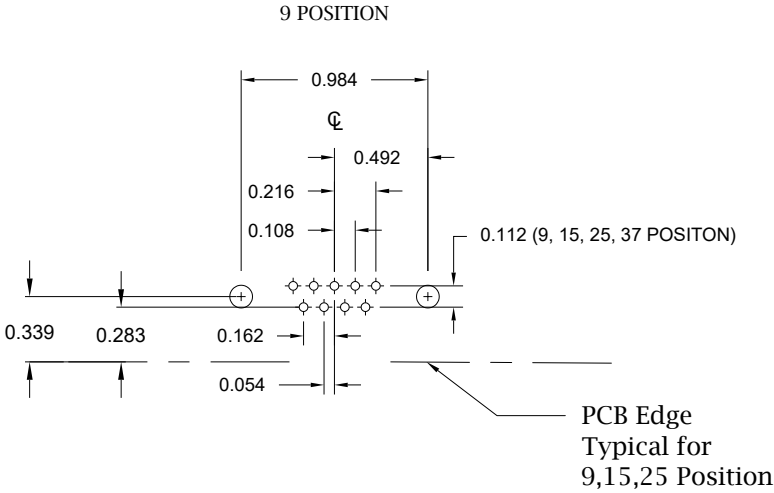 9 POSITION
0.984
℄
0.492
0.216
0.108
0.112 (9, 15, 25, 37 POSITON)
0.339
0.283
0.162
0.054
PCB Edge
Typical for
9,15,25 Position